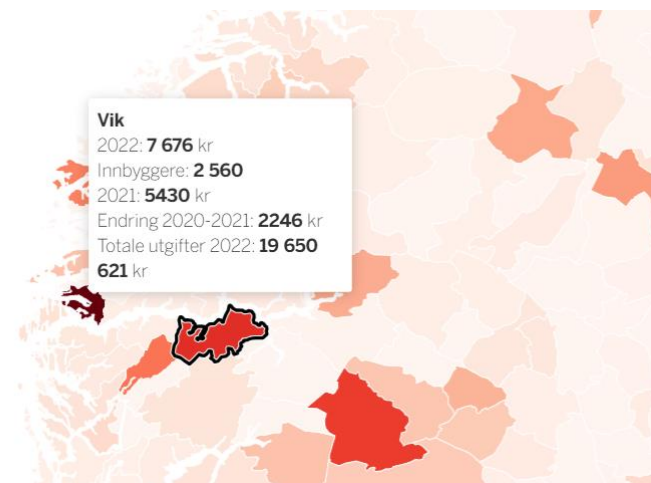 Vik
2022: 7 676 kr
Innbyggere: 2 560
2021: 5430 kr
Endring 2020-2021: 2246 kr
Totale utgifter 2022: 19 650
621 kr